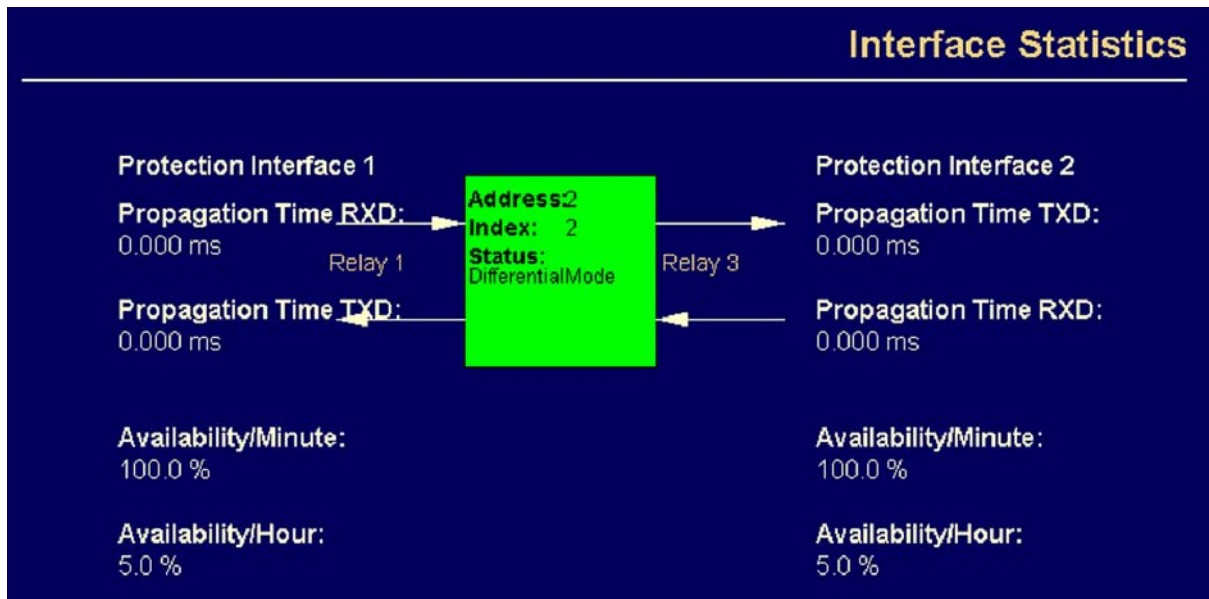 Interface Statistics
Protection Interface 1
Propagation Time RXD:
0.000 ms
Relay 1
Propagation Time TXD:
0.000 ms
Availability/Minute:
100.0 %
Availability/Hour:
5.0 %
Address:2
Index: 2
Status:
DifferentialMode
Relay 3
Protection Interface 2
Propagation Time TXD:
0.000 ms
Propagation Time RXD:
0.000 ms
Availability/Minute:
100.0 %
Availability/Hour:
5.0 %